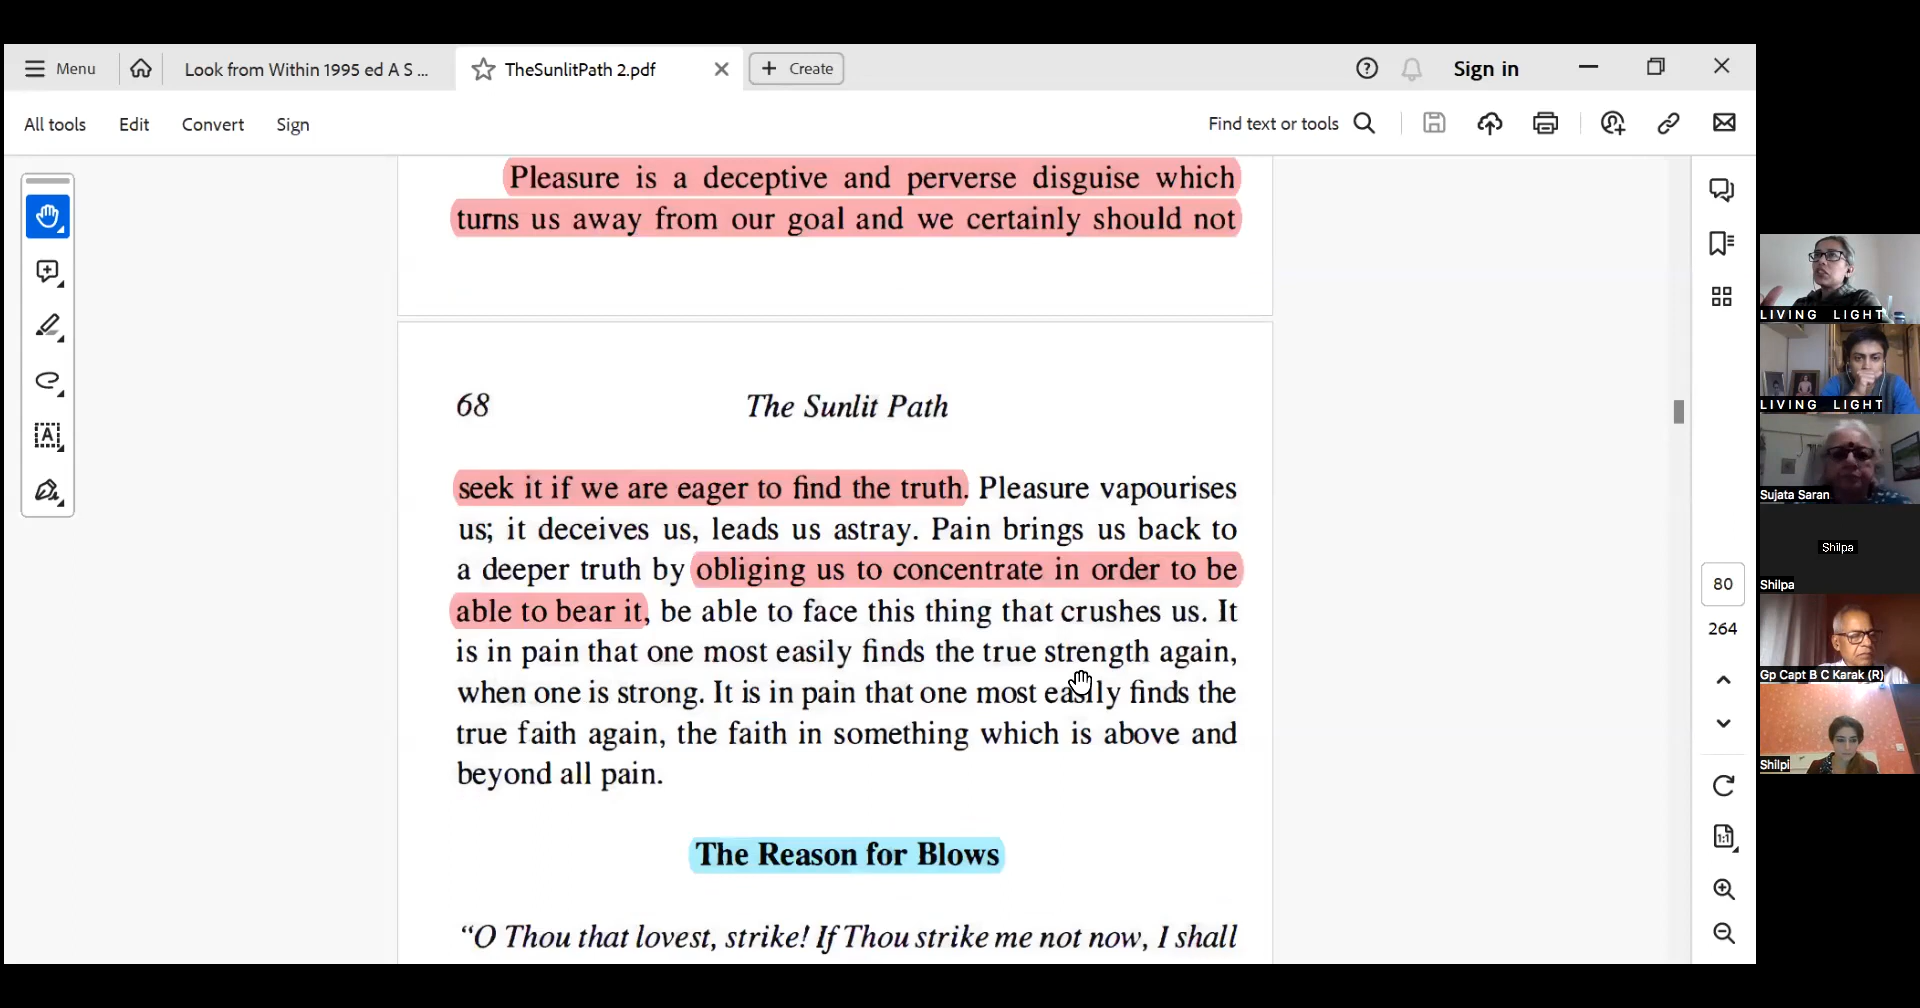 Menu
Look from Within 1995 ed A S ...
TheSunlitPath 2.pdf
Create
Sign in
All tools
Edit
Convert
Sign
Find text or tools
Pleasure is a deceptive and perverse disguise which
turns us away from our goal and we certainly should not
68
The Sunlit Path
seek it if we are eager to find the truth. Pleasure vapourises
us; it deceives us, leads us astray. Pain brings us back to
a deeper truth by obliging us to concentrate in order to be
able to bear it, be able to face this thing that crushes us. It
is in pain that one most easily finds the true strength again,
when one is strong. It is in pain that one most easily finds the
true faith again, the faith in something which is above and
beyond all pain.
The Reason for Blows
“O Thou that lovest, strike! If Thou strike me not now, I shall
80
264
1:1
LIVING LIGHT
LIVING LIGHT
Sujata Saran
Shilpa
Shilpa
Gp Capt B C Karak (R)
Shilpi